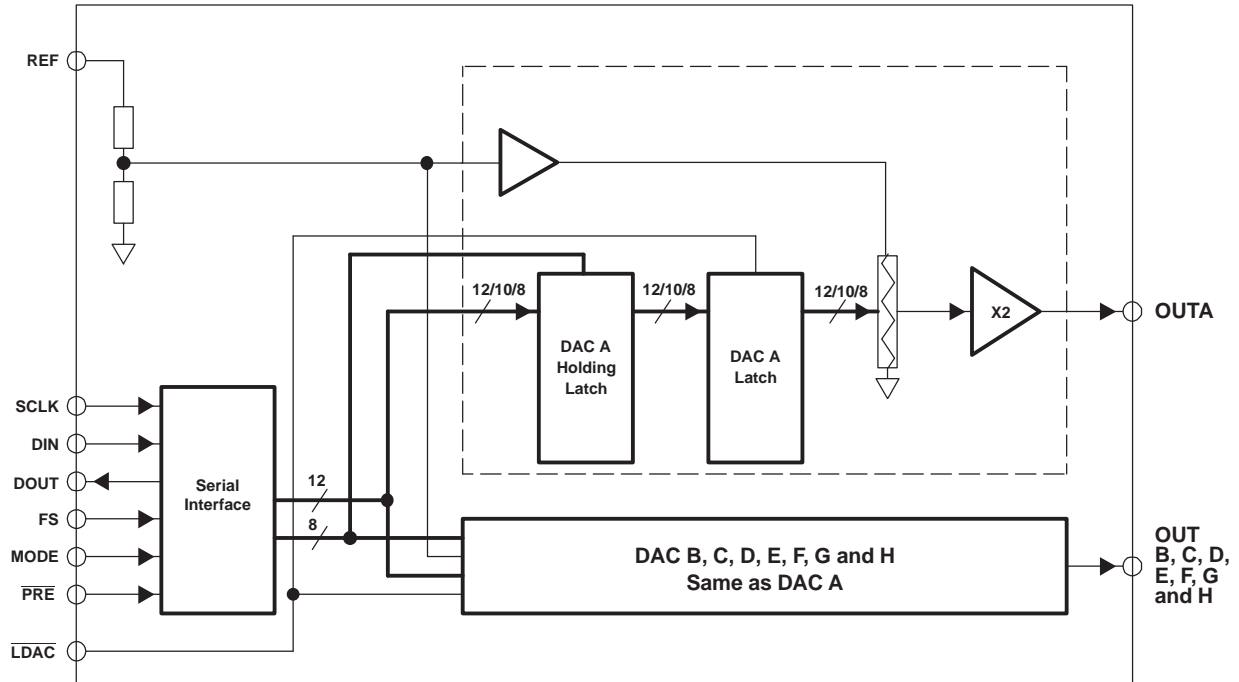 REF
12/10/8
12/10/8
12/10/8
DAC A
Holding
Latch
DAC A
Latch
X2
OUTA
SCLK
DIN
DOUT
FS
MODE
PRE
LDAC
Serial
Interface
12
8
DAC B, C, D, E, F, G and H
Same as DAC A
OUT
B, C, D,
E, F, G
and H